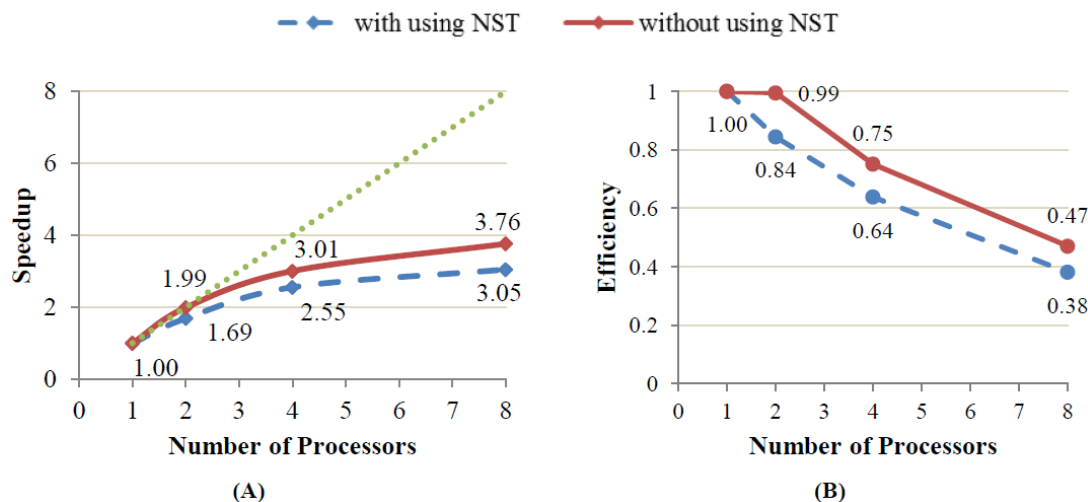 with using NST without using NST
Speedup
8
6
4
2
0
1.00
1.99
1.69
3.01
2.55
3.76
3.05
0 1 2 3 4 5 6 7 8
Number of Processors
(A)
Efficiency
1
0.8
0.6
0.4
0.2
0
1.00
0.99
0.84
0.75
0.64
0.47
0.38
0 1 2 3 4 5 6 7 8
Number of Processors
(B)